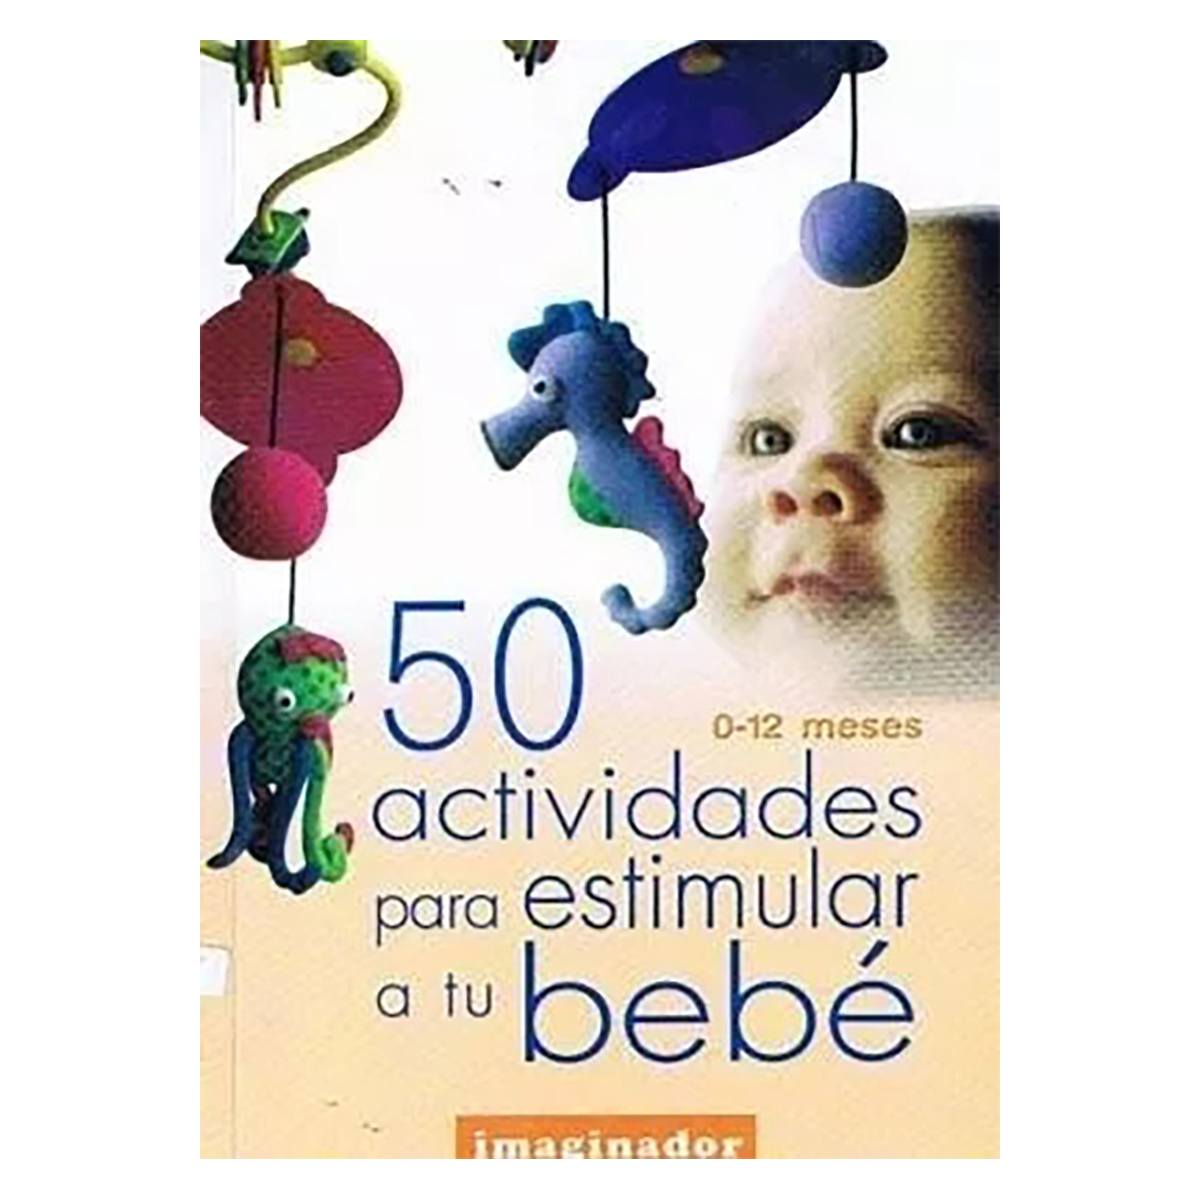 50
0-12 meses
actividades
para estimular
a tu bebé
imaginador